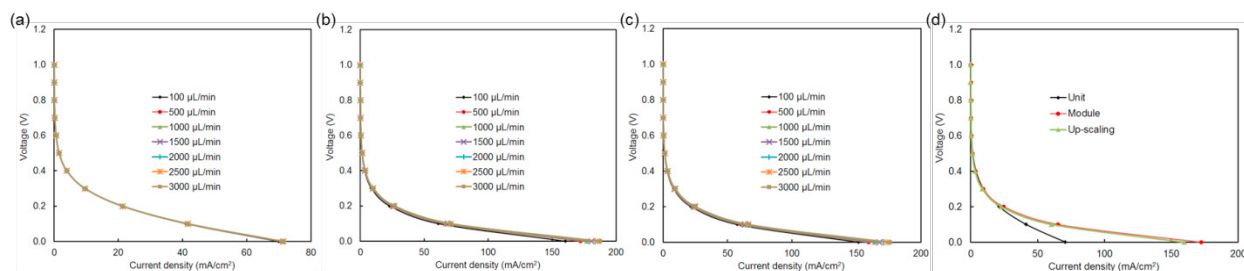 (a)
1.2
1.0
0.8
0.6
0.4
0.2
0.0
Voltage (V)
100 µL/min
500 µL/min
1000 µL/min
1500 µL/min
2000 µL/min
2500 µL/min
3000 µL/min
0 20 40 60 80
Current density (mA/cm²)
(b)
1.2
1.0
0.8
0.6
0.4
0.2
0.0
Voltage (V)
100 µL/min
500 µL/min
1000 µL/min
1500 µL/min
2000 µL/min
2500 µL/min
3000 µL/min
0 50 100 150 200
Current density (mA/cm²)
(c)
1.2
1.0
0.8
0.6
0.4
0.2
0.0
Voltage (V)
100 µL/min
500 µL/min
1000 µL/min
1500 µL/min
2000 µL/min
2500 µL/min
3000 µL/min
0 50 100 150 200
Current density (mA/cm²)
(d)
1.2
1.0
0.8
0.6
0.4
0.2
0.0
Voltage (V)
Unit
Module
Up-scaling
0 50 100 150 200
Current density (mA/cm²)